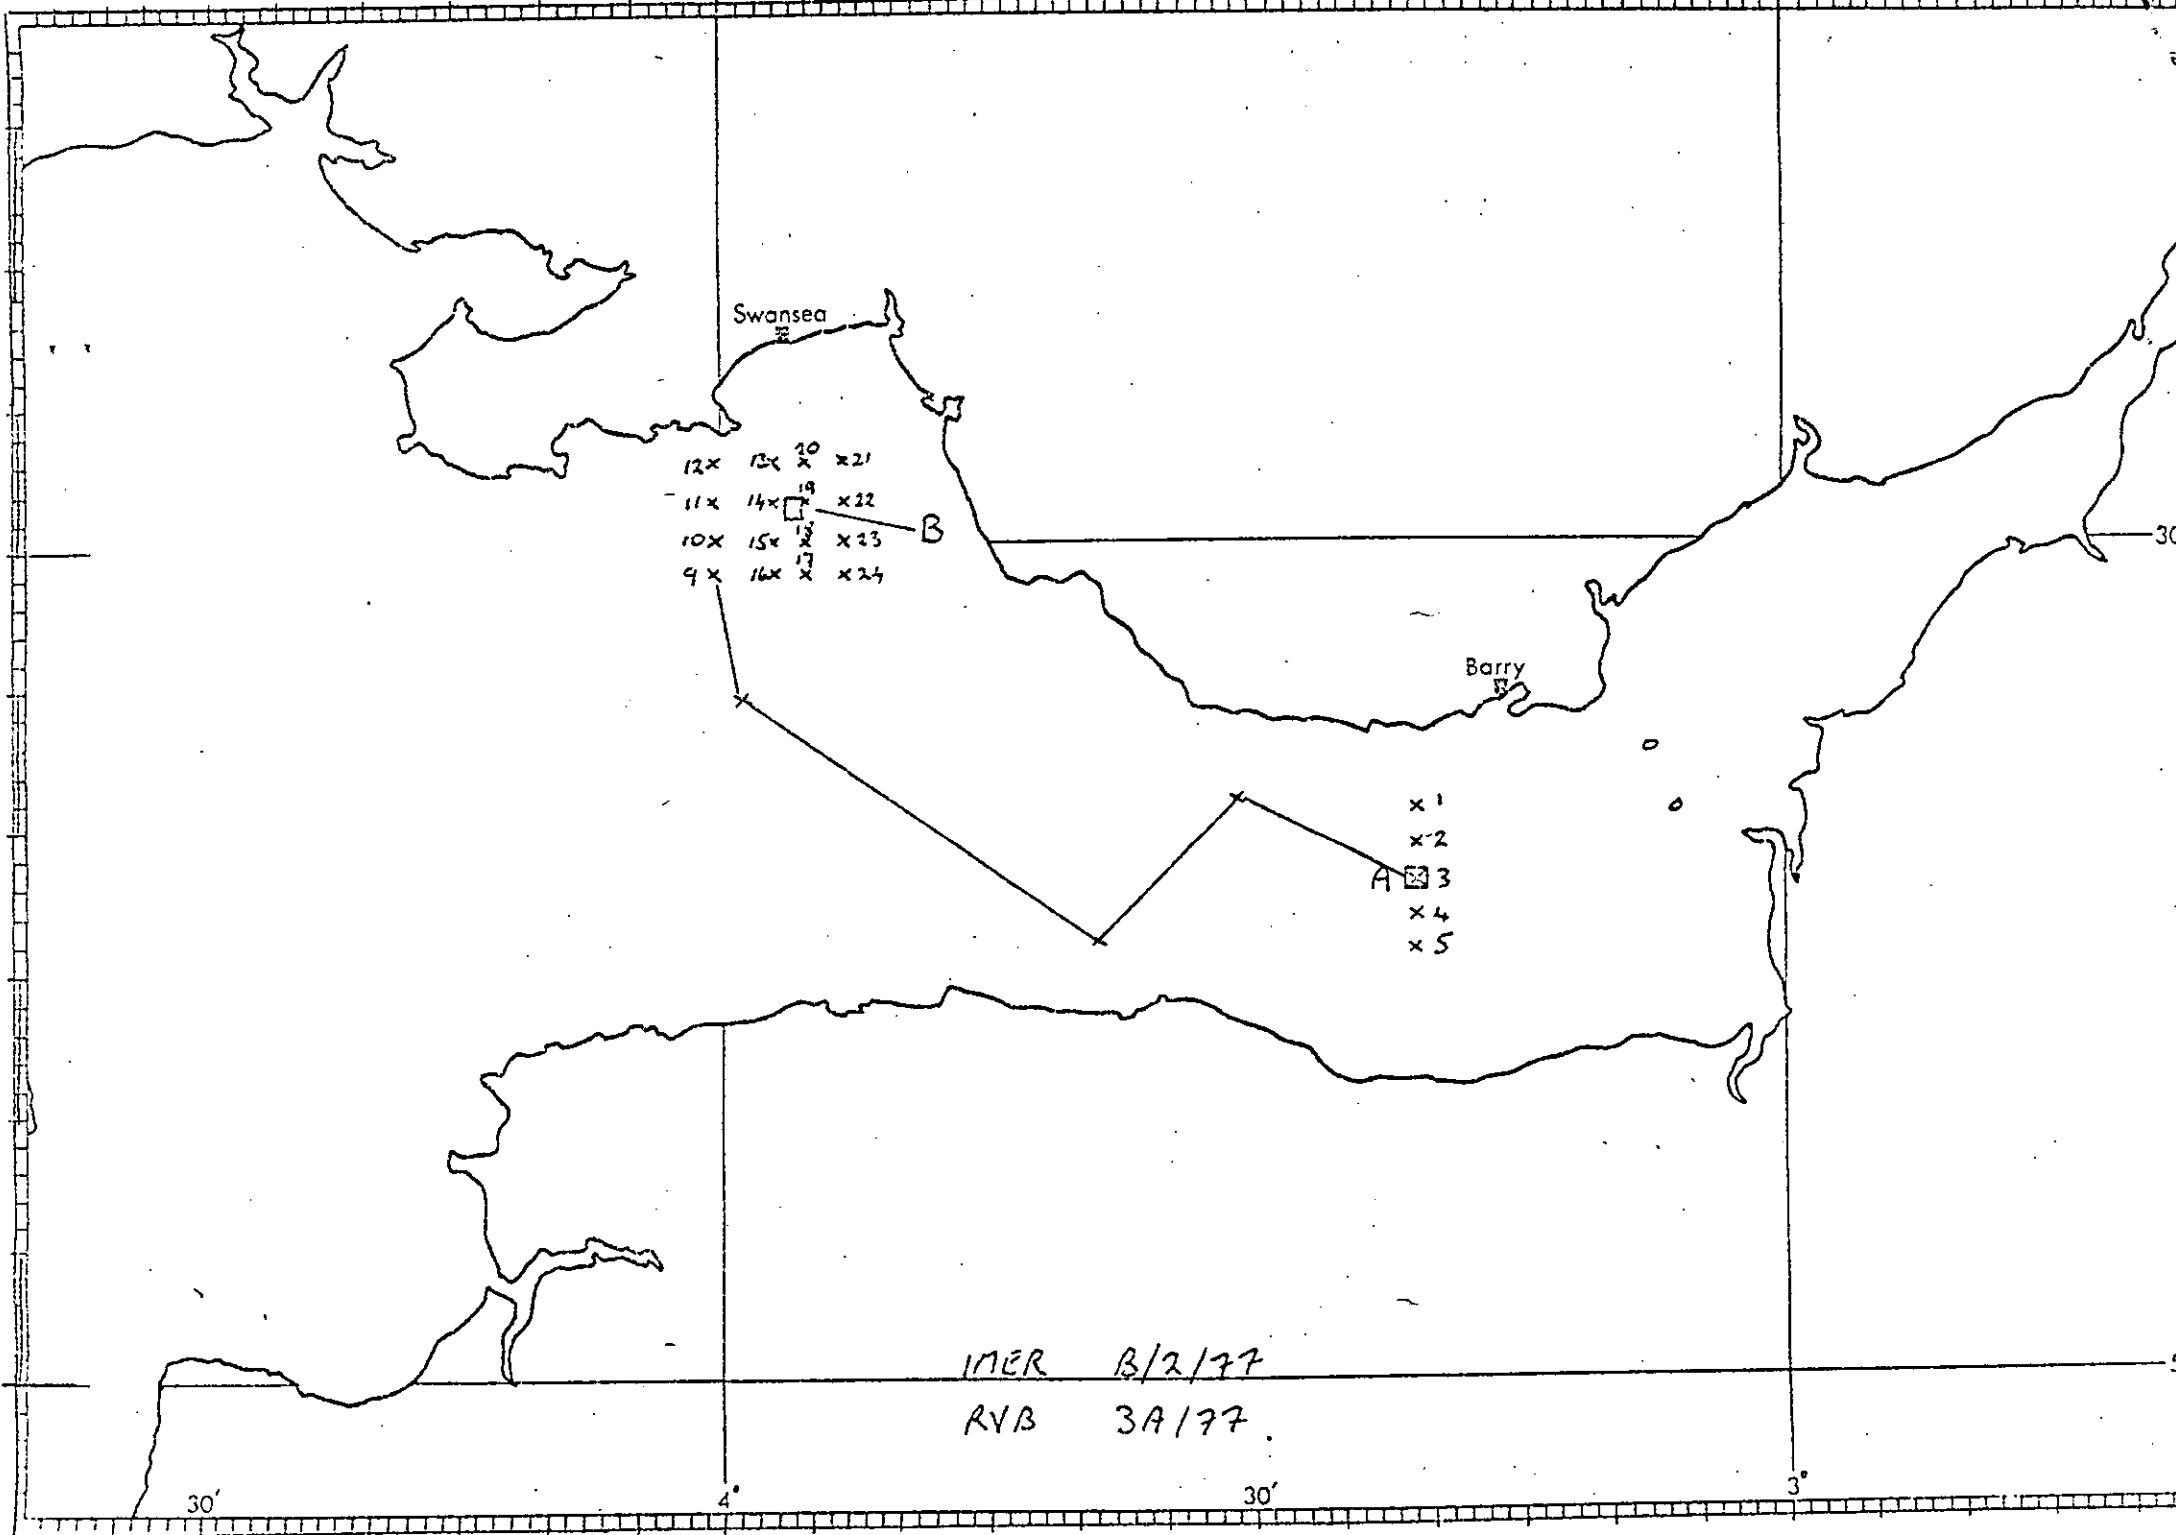 Swansea
20
12× 13× × ×21
19
11× 14× × ×22
B
18
10× 15× × ×23
17
9× 16× × ×24
30
Barry
× 1
× 2
A 3
× 4
× 5
IMER B/2/77
RVB 3A/77
30' 4° 30' 3°